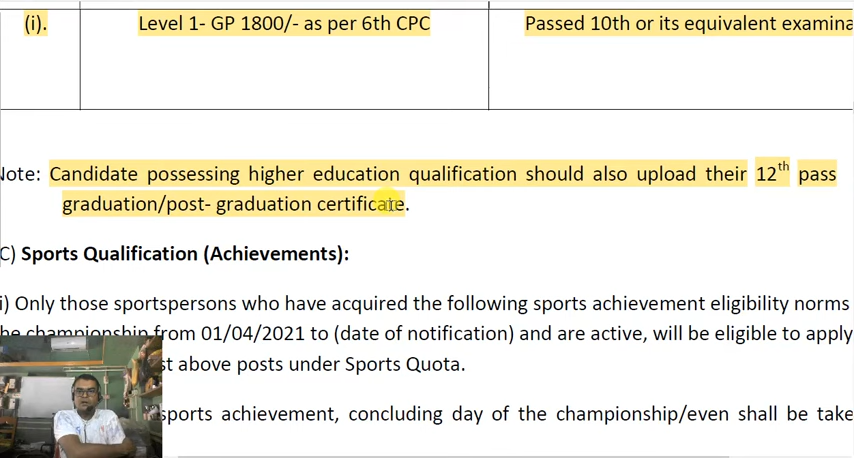 (i). Level 1- GP 1800/- as per 6th CPC Passed 10th or its equivalent examina
Note: Candidate possessing higher education qualification should also upload their 12th pass
graduation/post- graduation certificate.
C) Sports Qualification (Achievements):
i) Only those sportspersons who have acquired the following sports achievement eligibility norms
he championship from 01/04/2021 to (date of notification) and are active, will be eligible to apply
st above posts under Sports Quota.
sports achievement, concluding day of the championship/even shall be take